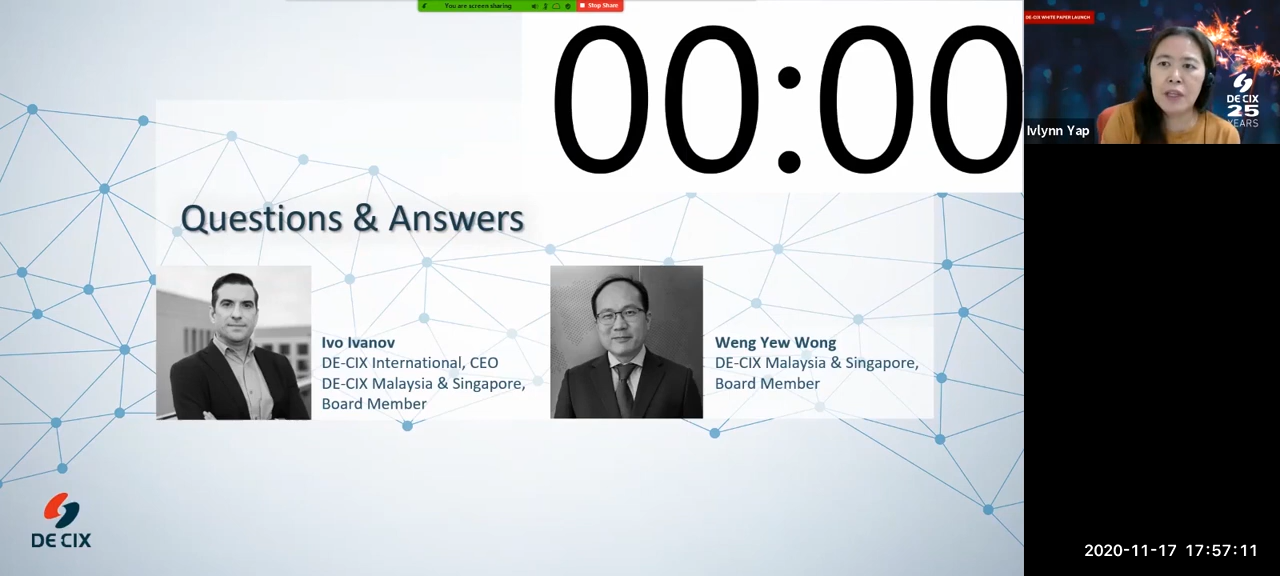 You are screen sharing
Stop Share
00:00
DE-CIX WHITE PAPER LAUNCH
DE CIX
25
YEARS
Ivlynn Yap
Questions & Answers
Ivo Ivanov
DE-CIX International, CEO
DE-CIX Malaysia & Singapore,
Board Member
Weng Yew Wong
DE-CIX Malaysia & Singapore,
Board Member
DE CIX
2020-11-17 17:57:11